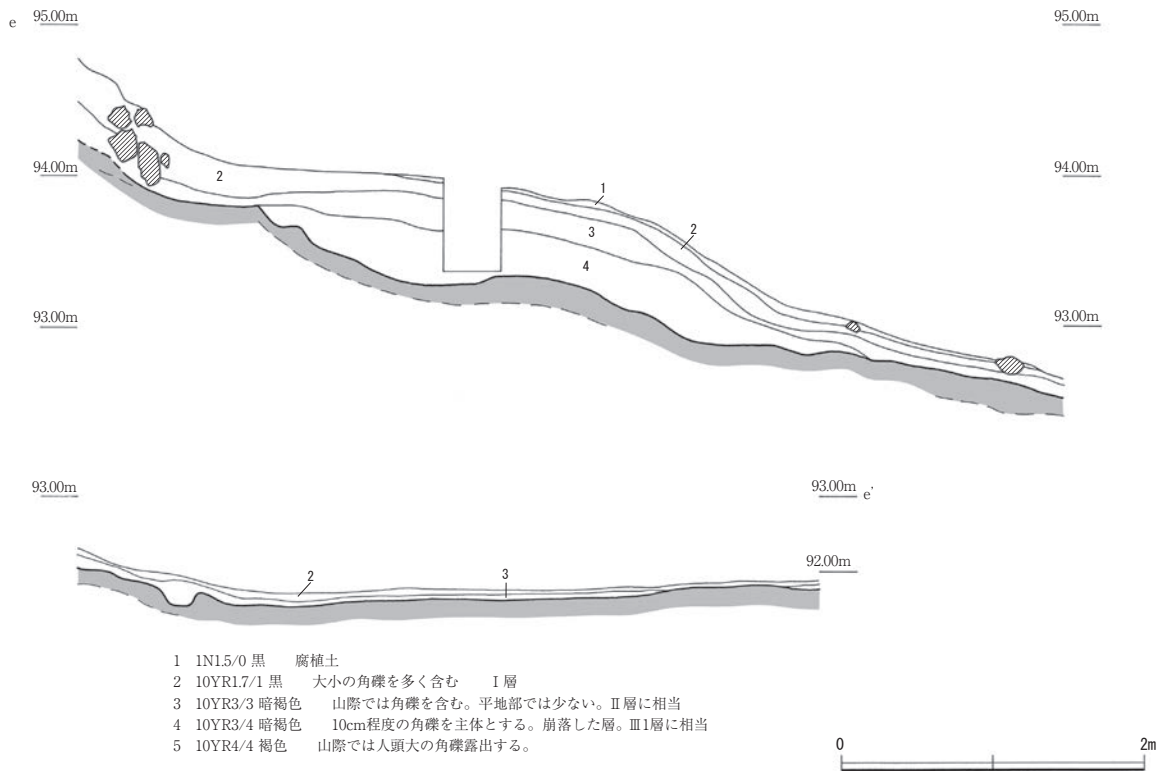 e 95.00m 95.00m
94.00m 94.00m
93.00m 93.00m
2
1
3
2
4
93.00m 93.00m e'
92.00m
2 3
1 1N1.5/0 黒 腐植土
2 10YR1.7/1 黒 大小の角礫を多く含む Ⅰ層
3 10YR3/3 暗褐色 山際では角礫を含む。平地部では少ない。Ⅱ層に相当
4 10YR3/4 暗褐色 10cm程度の角礫を主体とする。崩落した層。Ⅲ1層に相当
5 10YR4/4 褐色 山際では人頭大の角礫露出する。
0 2m